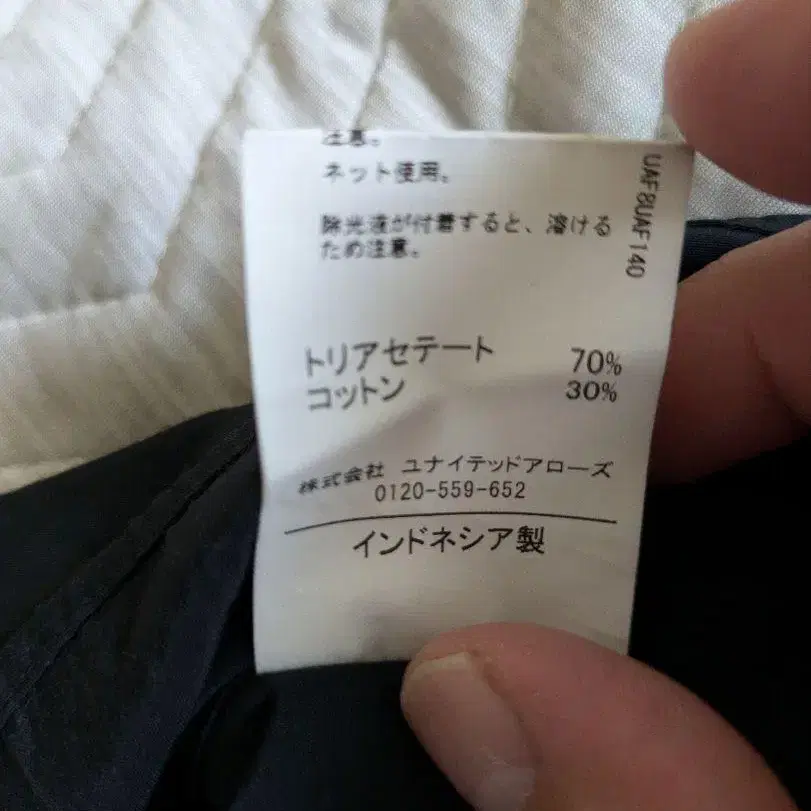 注意。
ネット使用。
除光液が付着すると、溶ける
ため注意。
UAF8UAF140
トリアセテート 70%
コットン 30%
株式会社 ユナイテッドアローズ
0120-559-652
インドネシア製